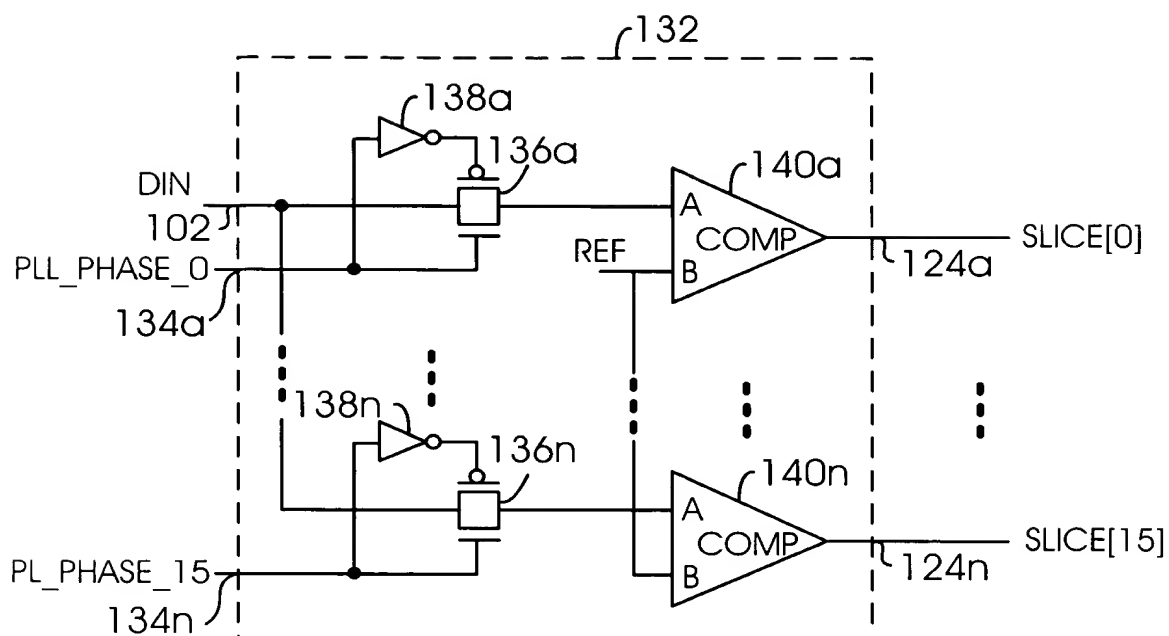 132
138a
136a
140a
DIN
102
A
COMP
SLICE[0]
REF
B
124a
PLL_PHASE_0
134a
138n
136n
140n
A
COMP
SLICE[15]
B
124n
PL_PHASE_15
134n